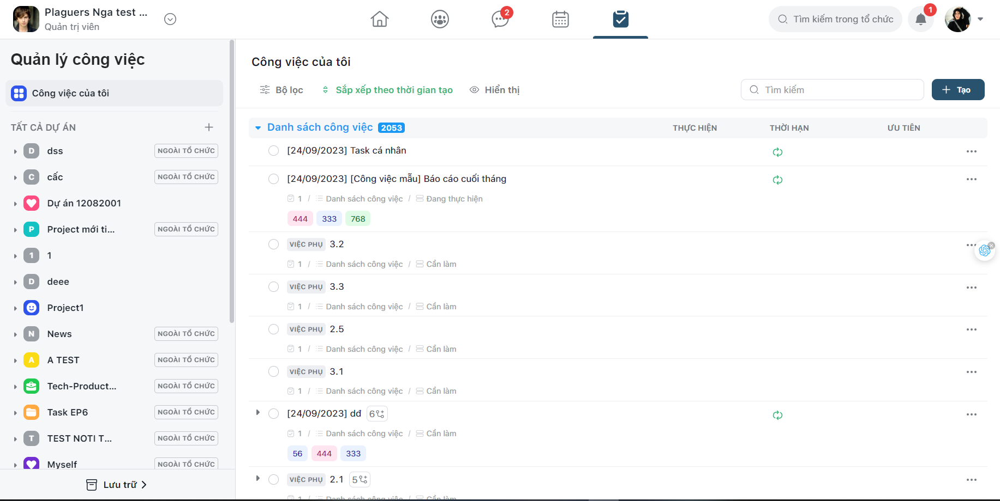 Plaguers Nga test ...
Quản trị viên
2
Tìm kiếm trong tổ chức
1
Quản lý công việc
Công việc của tôi
TẤT CẢ DỰ ÁN
D dss NGOÀI TỔ CHỨC
C cấc NGOÀI TỔ CHỨC
Dự án 12082001
P Project mới ti... NGOÀI TỔ CHỨC
1 1
D deee
Project1
N News NGOÀI TỔ CHỨC
A A TEST NGOÀI TỔ CHỨC
Tech-Product... NGOÀI TỔ CHỨC
Task EP6 NGOÀI TỔ CHỨC
T TEST NOTI T... NGOÀI TỔ CHỨC
Myself NGOÀI TỔ CHỨC
Lưu trữ
Công việc của tôi
Bộ lọc Sắp xếp theo thời gian tạo Hiển thị Tìm kiếm Tạo
Danh sách công việc 2053 THỰC HIỆN THỜI HẠN ƯU TIÊN
[24/09/2023] Task cá nhân
[24/09/2023] [Công việc mẫu] Báo cáo cuối tháng
1 / Danh sách công việc / Đang thực hiện
444 333 768
VIỆC PHỤ 3.2
1 / Danh sách công việc / Cần làm
VIỆC PHỤ 3.3
1 / Danh sách công việc / Cần làm
VIỆC PHỤ 2.5
1 / Danh sách công việc / Cần làm
VIỆC PHỤ 3.1
1 / Danh sách công việc / Cần làm
[24/09/2023] dđ 6
1 / Danh sách công việc / Cần làm
56 444 333
VIỆC PHỤ 2.1 5
1 / Danh sách công việc / Cần làm